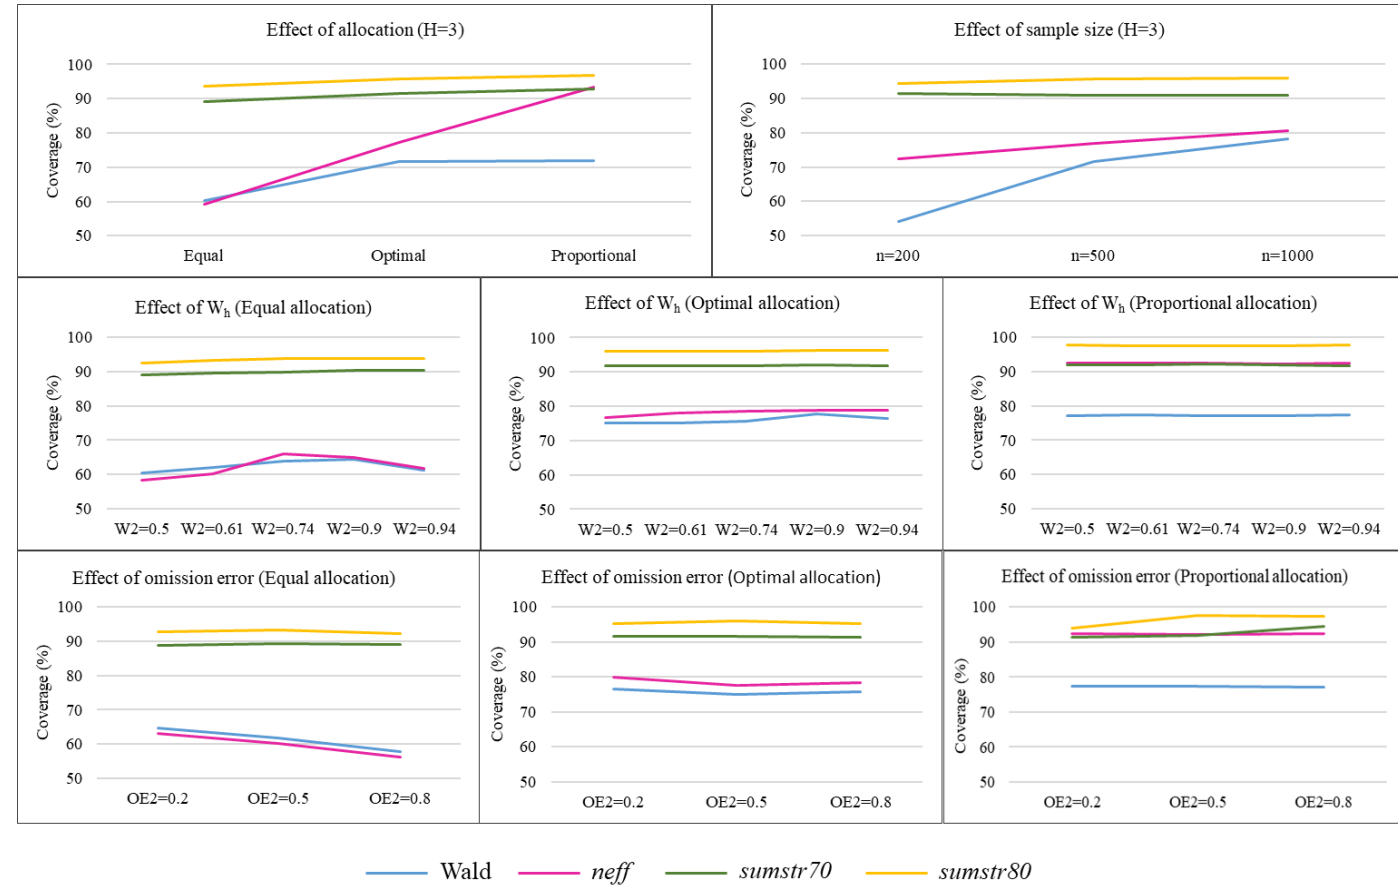 Effect of allocation (H=3)
Coverage (%)
100
90
80
70
60
50
Equal Optimal Proportional
Effect of sample size (H=3)
Coverage (%)
100
90
80
70
60
50
n=200 n=500 n=1000
Effect of Wh (Equal allocation)
Coverage (%)
100
90
80
70
60
50
W2=0.5 W2=0.61 W2=0.74 W2=0.9 W2=0.94
Effect of Wh (Optimal allocation)
Coverage (%)
100
90
80
70
60
50
W2=0.5 W2=0.61 W2=0.74 W2=0.9 W2=0.94
Effect of Wh (Proportional allocation)
Coverage (%)
100
90
80
70
60
50
W2=0.5 W2=0.61 W2=0.74 W2=0.9 W2=0.94
Effect of omission error (Equal allocation)
Coverage (%)
100
90
80
70
60
50
OE2=0.2 OE2=0.5 OE2=0.8
Effect of omission error (Optimal allocation)
Coverage (%)
100
90
80
70
60
50
OE2=0.2 OE2=0.5 OE2=0.8
Effect of omission error (Proportional allocation)
Coverage (%)
100
90
80
70
60
50
OE2=0.2 OE2=0.5 OE2=0.8
Wald neff sumstr70 sumstr80